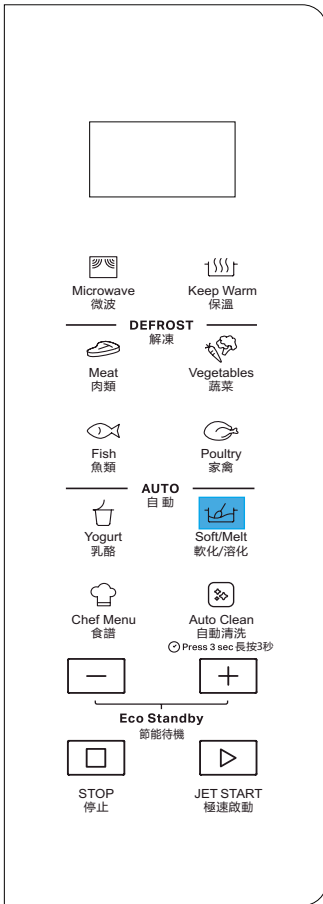 Microwave
微波
Keep Warm
保溫
DEFROST
解凍
Meat
肉類
Vegetables
蔬菜
Fish
魚類
Poultry
家禽
AUTO
自動
Yogurt
乳酪
Soft/Melt
軟化/溶化
Chef Menu
食譜
Auto Clean
自動清洗
Press 3 sec 長按3秒
Eco Standby
節能待機
STOP
停止
JET START
極速啟動